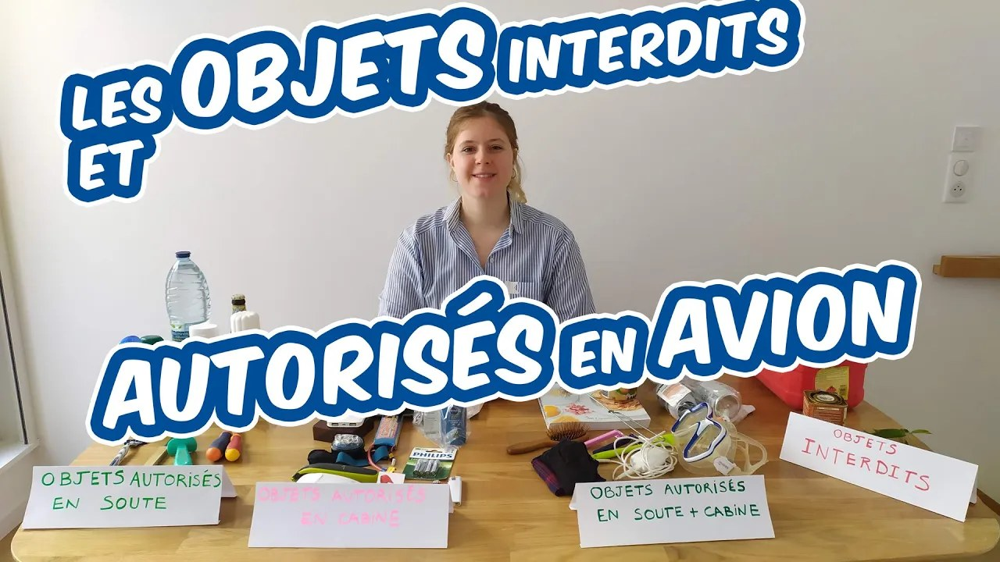 LES OBJETS INTERDITS
ET
AUTORISÉS EN AVION
PHILIPS
OBJETS AUTORISÉS
EN SOUTE
OBJETS AUTORISÉS
EN CABINE
OBJETS AUTORISÉS
EN SOUTE + CABINE
OBJETS
INTERDITS